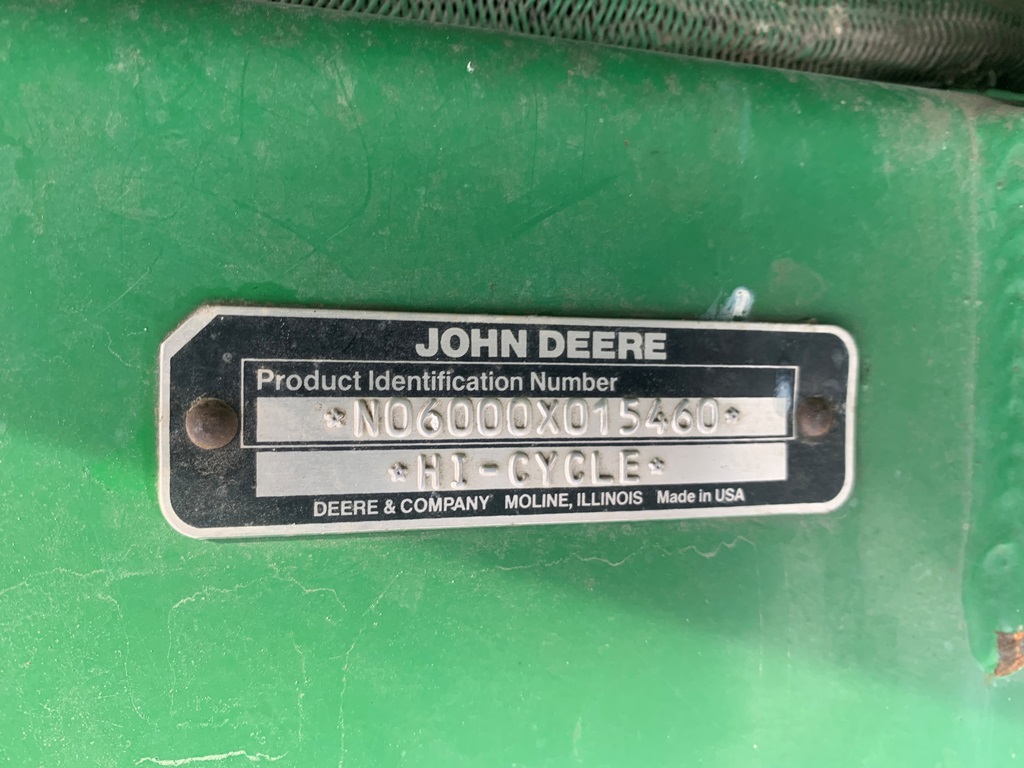 JOHN DEERE
Product Identification Number
*N06000X015460*
*HI-CYCLE*
DEERE & COMPANY MOLINE, ILLINOIS Made in USA